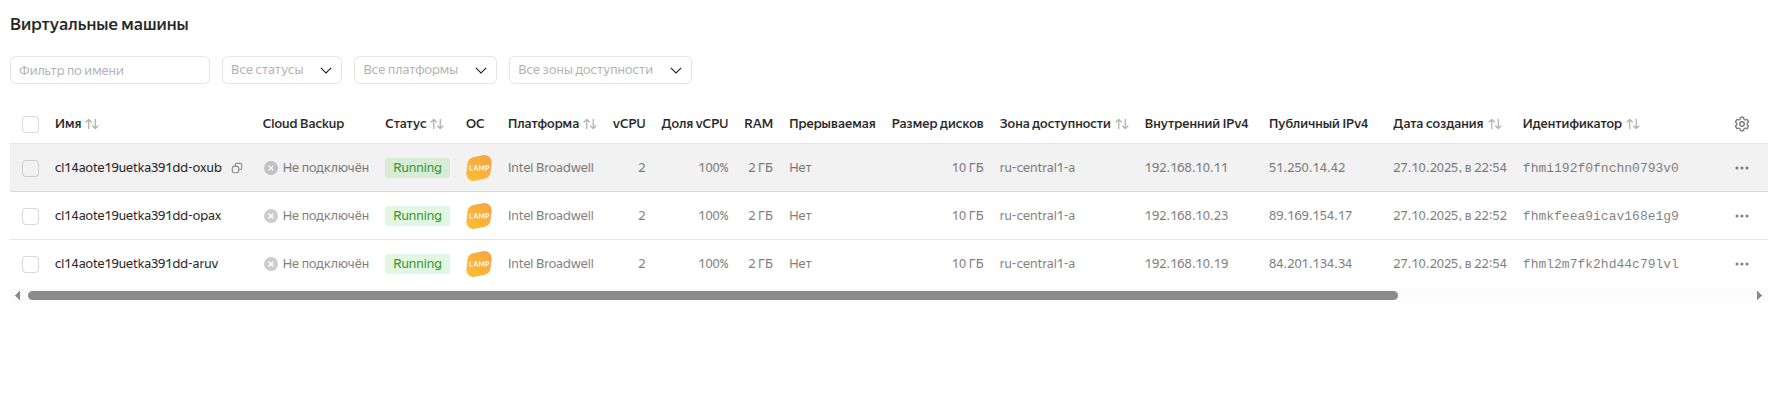 Виртуальные машины
Фильтр по имени Все статусы Все платформы Все зоны доступности
Имя Cloud Backup Статус ОС Платформа vCPU Доля vCPU RAM Прерываемая Размер дисков Зона доступности Внутренний IPv4 Публичный IPv4 Дата создания Идентификатор
cl14aote19uetka391dd-oxub Не подключён Running LAMP Intel Broadwell 2 100% 2 ГБ Нет 10 ГБ ru-central1-a 192.168.10.11 51.250.14.42 27.10.2025, в 22:54 fhmi192f0fnchn0793v0
cl14aote19uetka391dd-opax Не подключён Running LAMP Intel Broadwell 2 100% 2 ГБ Нет 10 ГБ ru-central1-a 192.168.10.23 89.169.154.17 27.10.2025, в 22:52 fhmkfeea9icav168e1g9
cl14aote19uetka391dd-aruv Не подключён Running LAMP Intel Broadwell 2 100% 2 ГБ Нет 10 ГБ ru-central1-a 192.168.10.19 84.201.134.34 27.10.2025, в 22:54 fhml2m7fk2hd44c79lvl